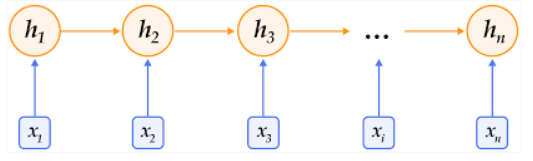 h1 h2 h3 ... hn
x1 x2 x3 xi xn